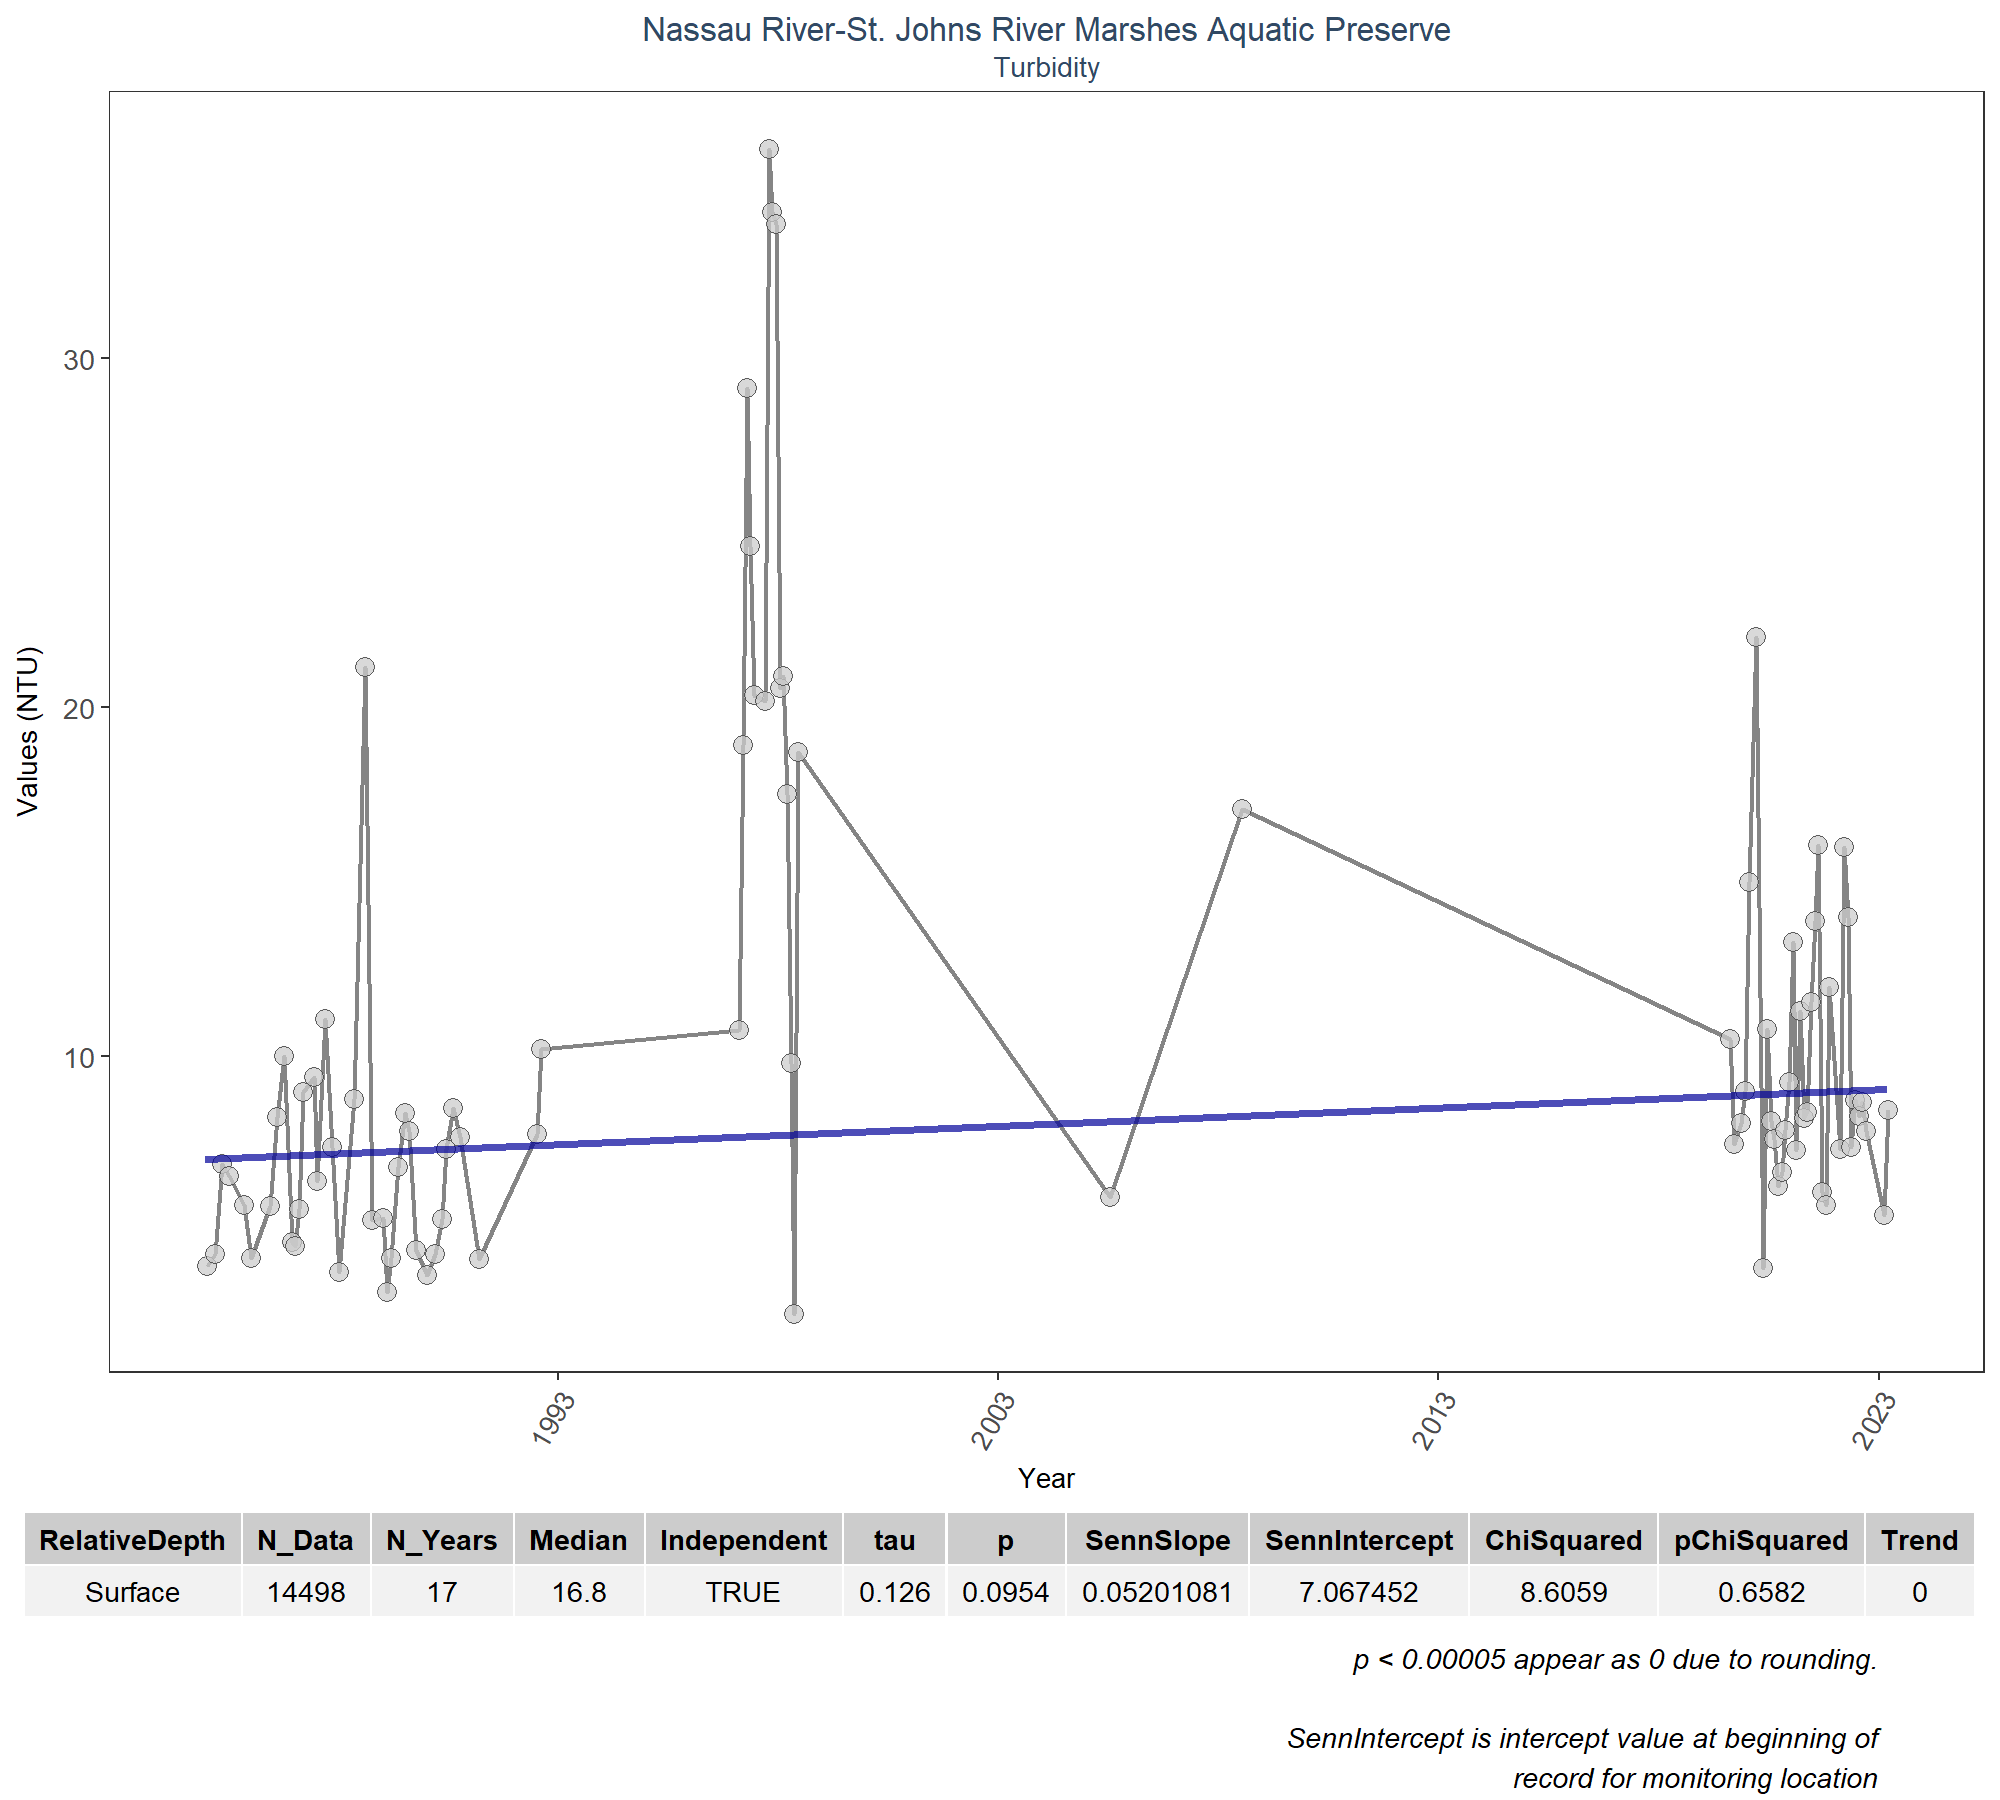 Nassau River-St. Johns River Marshes Aquatic Preserve
Turbidity
Values (NTU)
30
20
10
1993 2003 2013 2023
Year
RelativeDepth N_Data N_Years Median Independent tau p SennSlope SennIntercept ChiSquared pChiSquared Trend
Surface 14498 17 16.8 TRUE 0.126 0.0954 0.05201081 7.067452 8.6059 0.6582 0
p < 0.00005 appear as 0 due to rounding.
SennIntercept is intercept value at beginning of
record for monitoring location